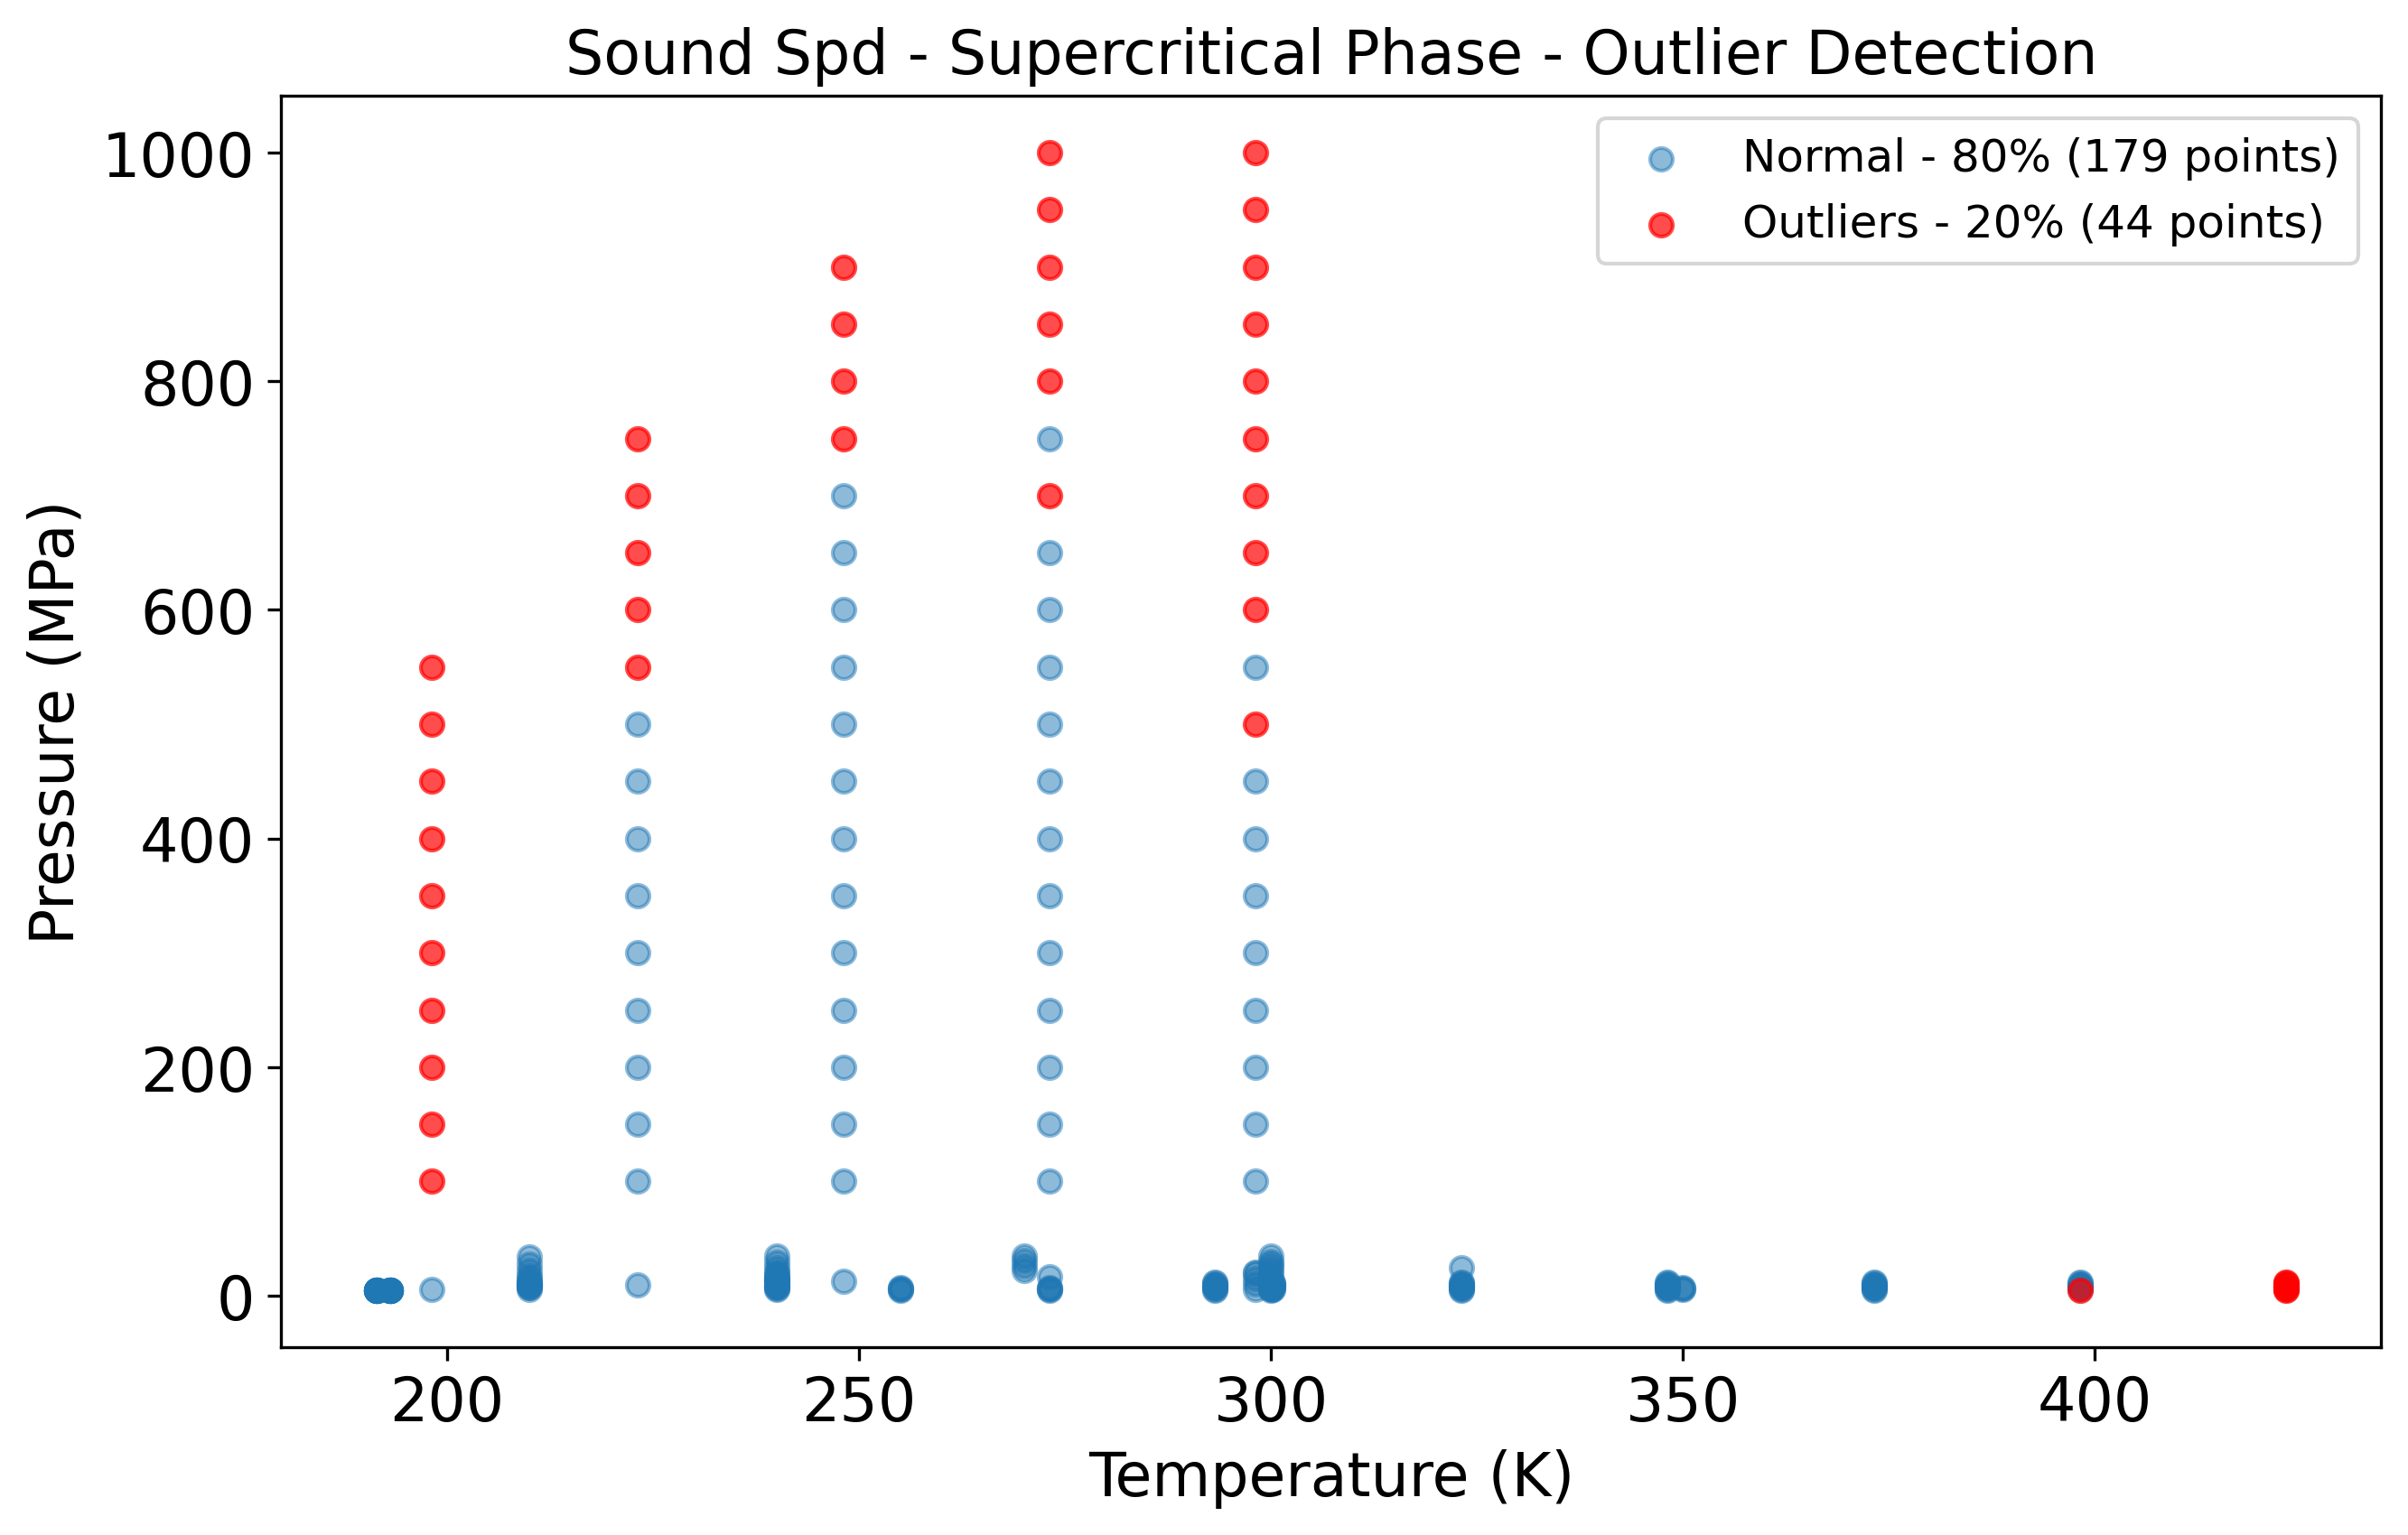 Sound Spd - Supercritical Phase - Outlier Detection
Normal - 80% (179 points)
Outliers - 20% (44 points)
Pressure (MPa)
1000
800
600
400
200
0
200 250 300 350 400
Temperature (K)